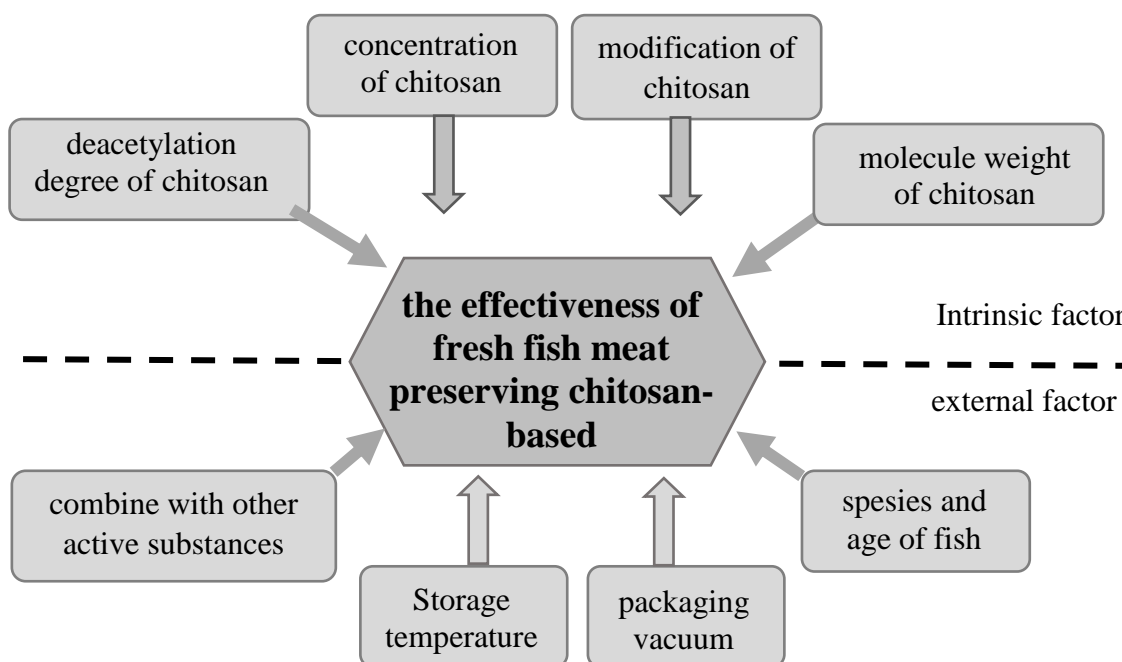 concentration
of chitosan
modification of
chitosan
deacetylation
degree of chitosan
molecule weight
of chitosan
the effectiveness of
fresh fish meat
preserving chitosan-
based
Intrinsic factor
external factor
combine with other
active substances
Storage
temperature
packaging
vacuum
spesies and
age of fish